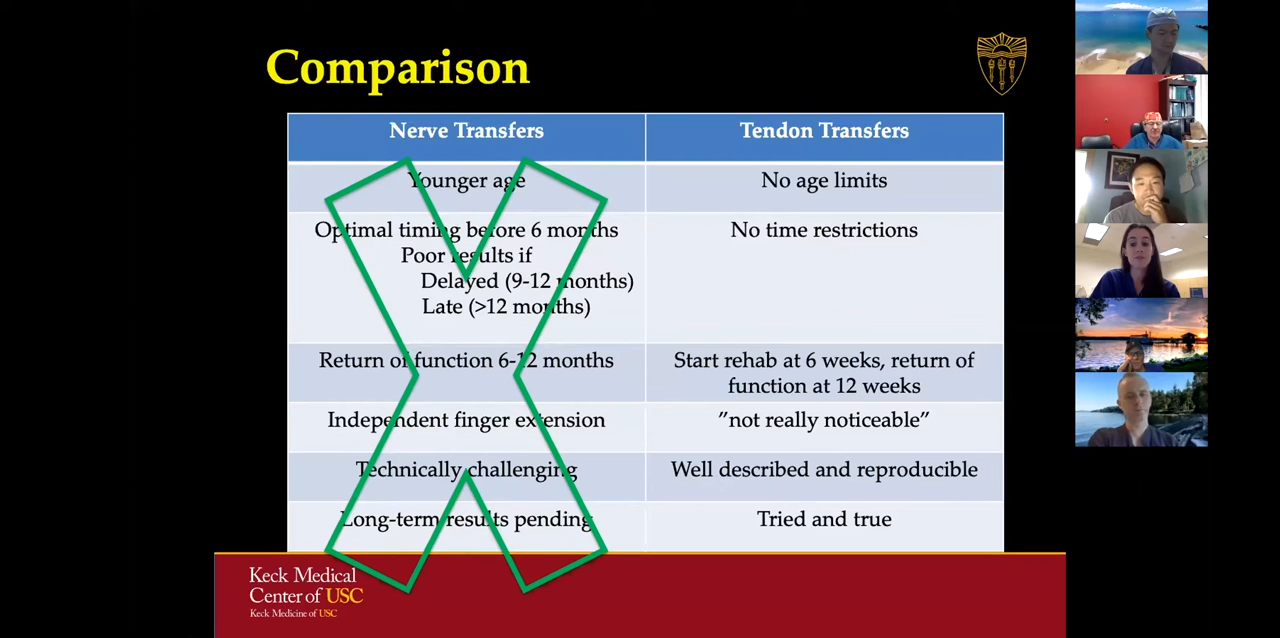 Comparison
Nerve Transfers
Tendon Transfers
Younger age
No age limits
Optimal timing before 6 months
Poor results if
Delayed (9-12 months)
Late (>12 months)
No time restrictions
Return of function 6-12 months
Start rehab at 6 weeks, return of
function at 12 weeks
Independent finger extension
”not really noticeable”
Technically challenging
Well described and reproducible
Long-term results pending
Tried and true
Keck Medical
Center of USC
Keck Medicine of USC